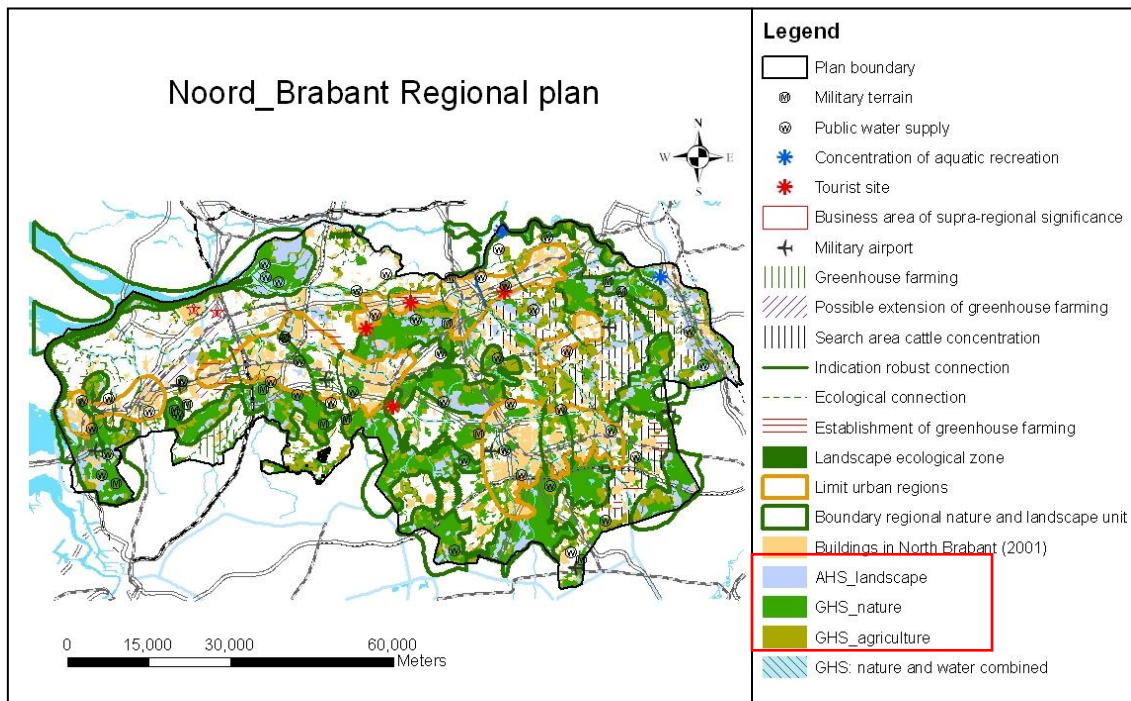 Noord_Brabant Regional plan
N
W E
S
0 15,000 30,000 60,000
Meters
Legend
Plan boundary
Military terrain
Public water supply
Concentration of aquatic recreation
Tourist site
Business area of supra-regional significance
Military airport
Greenhouse farming
Possible extension of greenhouse farming
Search area cattle concentration
Indication robust connection
Ecological connection
Establishment of greenhouse farming
Landscape ecological zone
Limit urban regions
Boundary regional nature and landscape unit
Buildings in North Brabant (2001)
AHS_landscape
GHS_nature
GHS_agriculture
GHS: nature and water combined